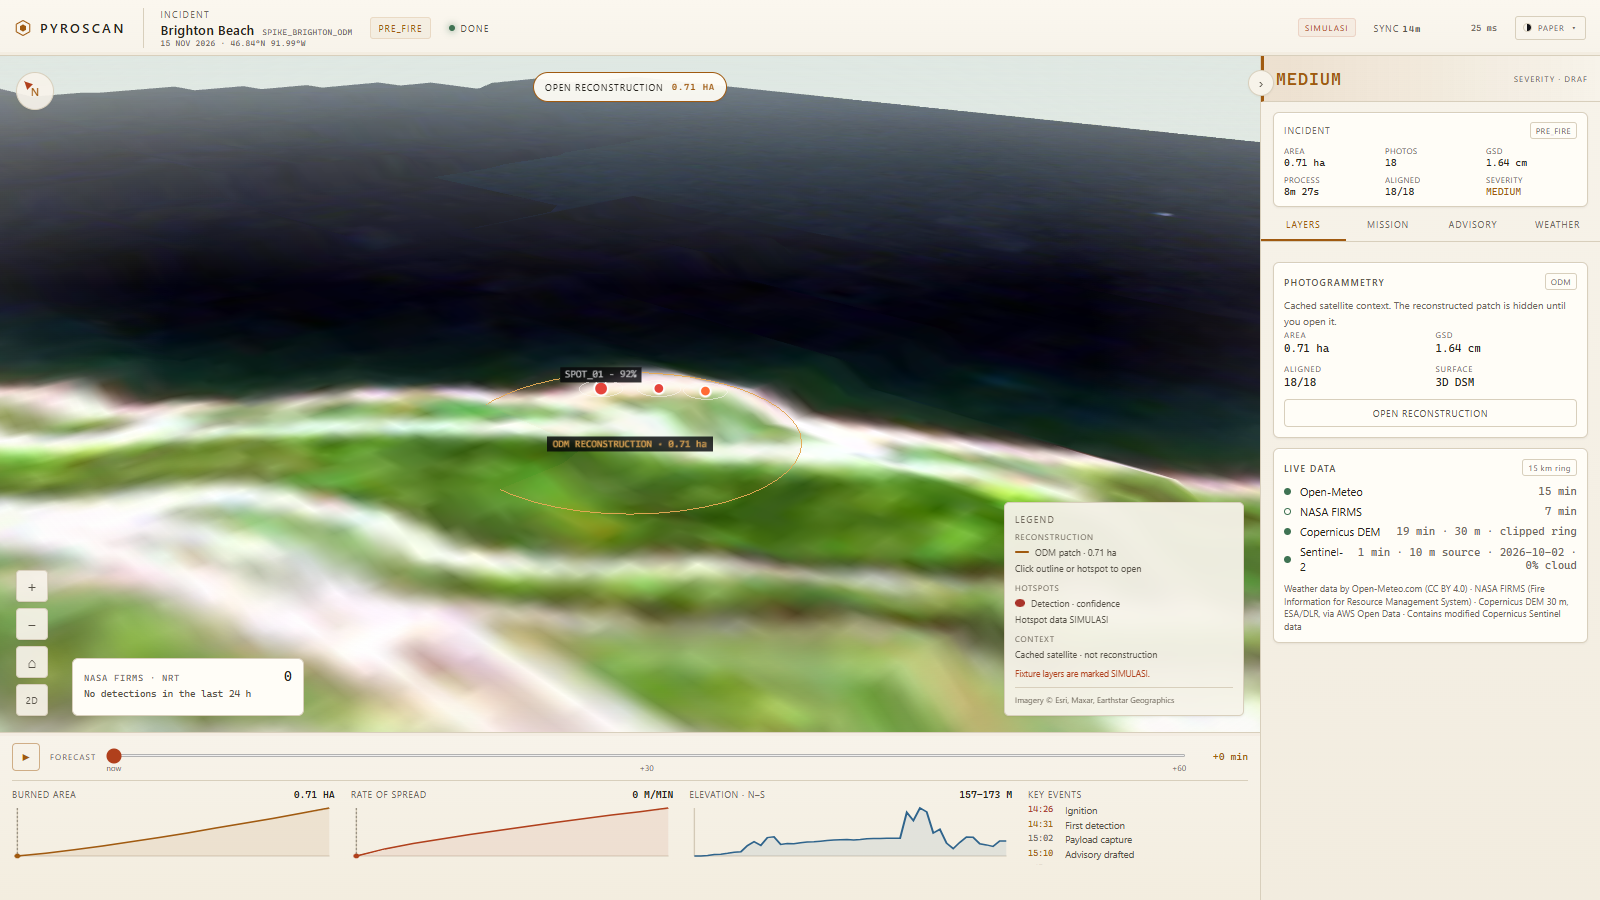 PYROSCAN
INCIDENT
Brighton Beach SPIKE_BRIGHTON_ODM
15 NOV 2026 · 46.84°N 91.99°W
PRE_FIRE
DONE
SIMULASI
SYNC 14m
25 ms
PAPER
N
OPEN RECONSTRUCTION 0.71 HA
SPOT_01 - 92%
ODM RECONSTRUCTION · 0.71 ha
+
−
2D
NASA FIRMS · NRT 0
No detections in the last 24 h
LEGEND
RECONSTRUCTION
ODM patch · 0.71 ha
Click outline or hotspot to open
HOTSPOTS
Detection · confidence
Hotspot data SIMULASI
CONTEXT
Cached satellite · not reconstruction
Fixture layers are marked SIMULASI.
Imagery © Esri, Maxar, Earthstar Geographics
MEDIUM
SEVERITY · DRAF
INCIDENT
PRE_FIRE
AREA PHOTOS GSD
0.71 ha 18 1.64 cm
PROCESS ALIGNED SEVERITY
8m 27s 18/18 MEDIUM
LAYERS MISSION ADVISORY WEATHER
PHOTOGRAMMETRY
ODM
Cached satellite context. The reconstructed patch is hidden until
you open it.
AREA GSD
0.71 ha 1.64 cm
ALIGNED SURFACE
18/18 3D DSM
OPEN RECONSTRUCTION
LIVE DATA
15 km ring
Open-Meteo 15 min
NASA FIRMS 7 min
Copernicus DEM 19 min · 30 m · clipped ring
Sentinel-2 1 min · 10 m source · 2026-10-02 ·
0% cloud
Weather data by Open-Meteo.com (CC BY 4.0) · NASA FIRMS (Fire
Information for Resource Management System) · Copernicus DEM 30 m,
ESA/DLR, via AWS Open Data · Contains modified Copernicus Sentinel
data
FORECAST
now
+30
+60
+0 min
BURNED AREA 0.71 HA
RATE OF SPREAD 0 M/MIN
ELEVATION · N–S 157–173 M
KEY EVENTS
14:26 Ignition
14:31 First detection
15:02 Payload capture
15:10 Advisory drafted